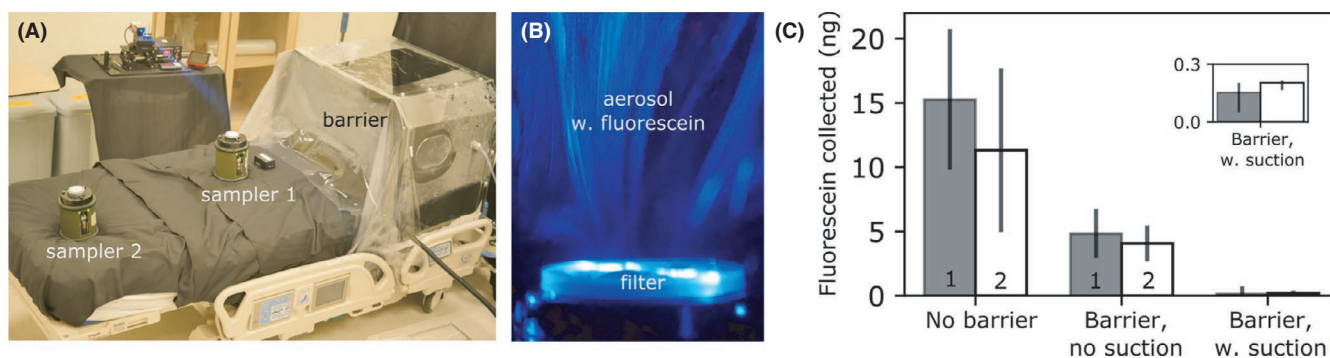 (A)
barrier
sampler 1
sampler 2
(B)
aerosol
w. fluorescein
filter
(C)
Fluorescein collected (ng)
20
15
10
5
0
1
2
1
2
No barrier
Barrier,
no suction
Barrier,
w. suction
0.3
0.0
Barrier,
w. suction